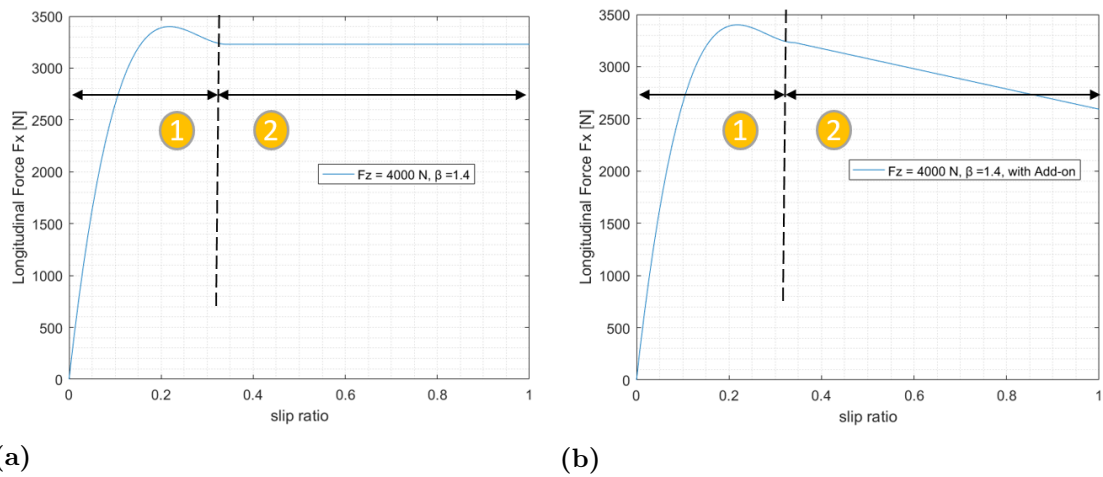 3500
3000
2500
2000
1500
1000
500
0
Longitudinal Force Fx [N]
1
2
Fz = 4000 N, β =1.4
0 0.2 0.4 0.6 0.8 1
slip ratio
(a)
3500
3000
2500
2000
1500
1000
500
0
Longitudinal Force Fx [N]
1
2
Fz = 4000 N, β =1.4, with Add-on
0 0.2 0.4 0.6 0.8 1
slip ratio
(b)